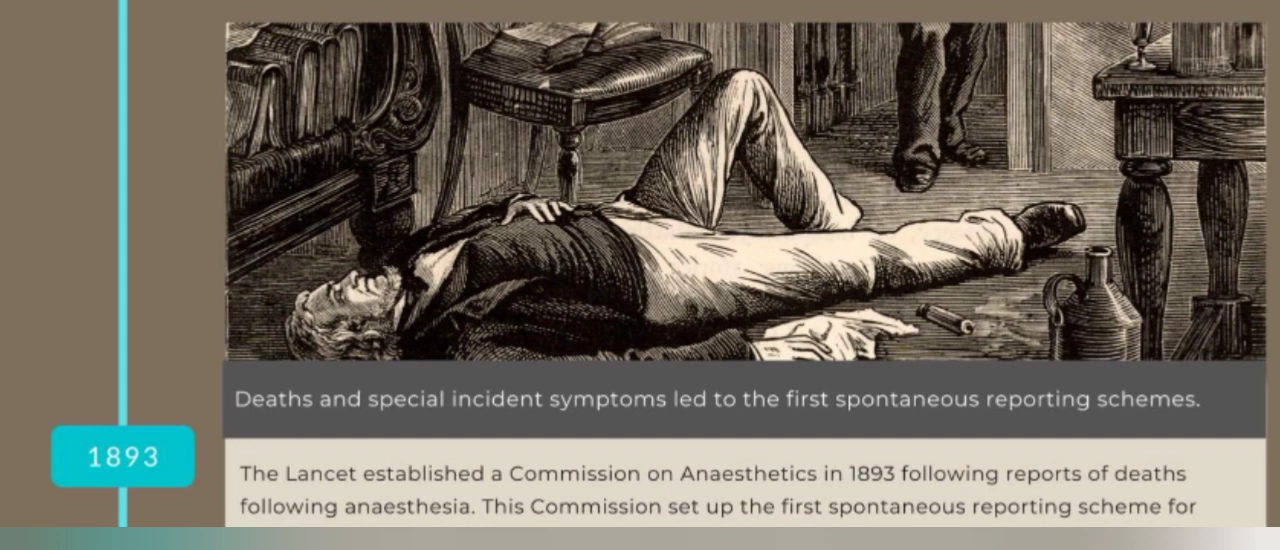 Deaths and special incident symptoms led to the first spontaneous reporting schemes.
1893
The Lancet established a Commission on Anaesthetics in 1893 following reports of deaths
following anaesthesia. This Commission set up the first spontaneous reporting scheme for